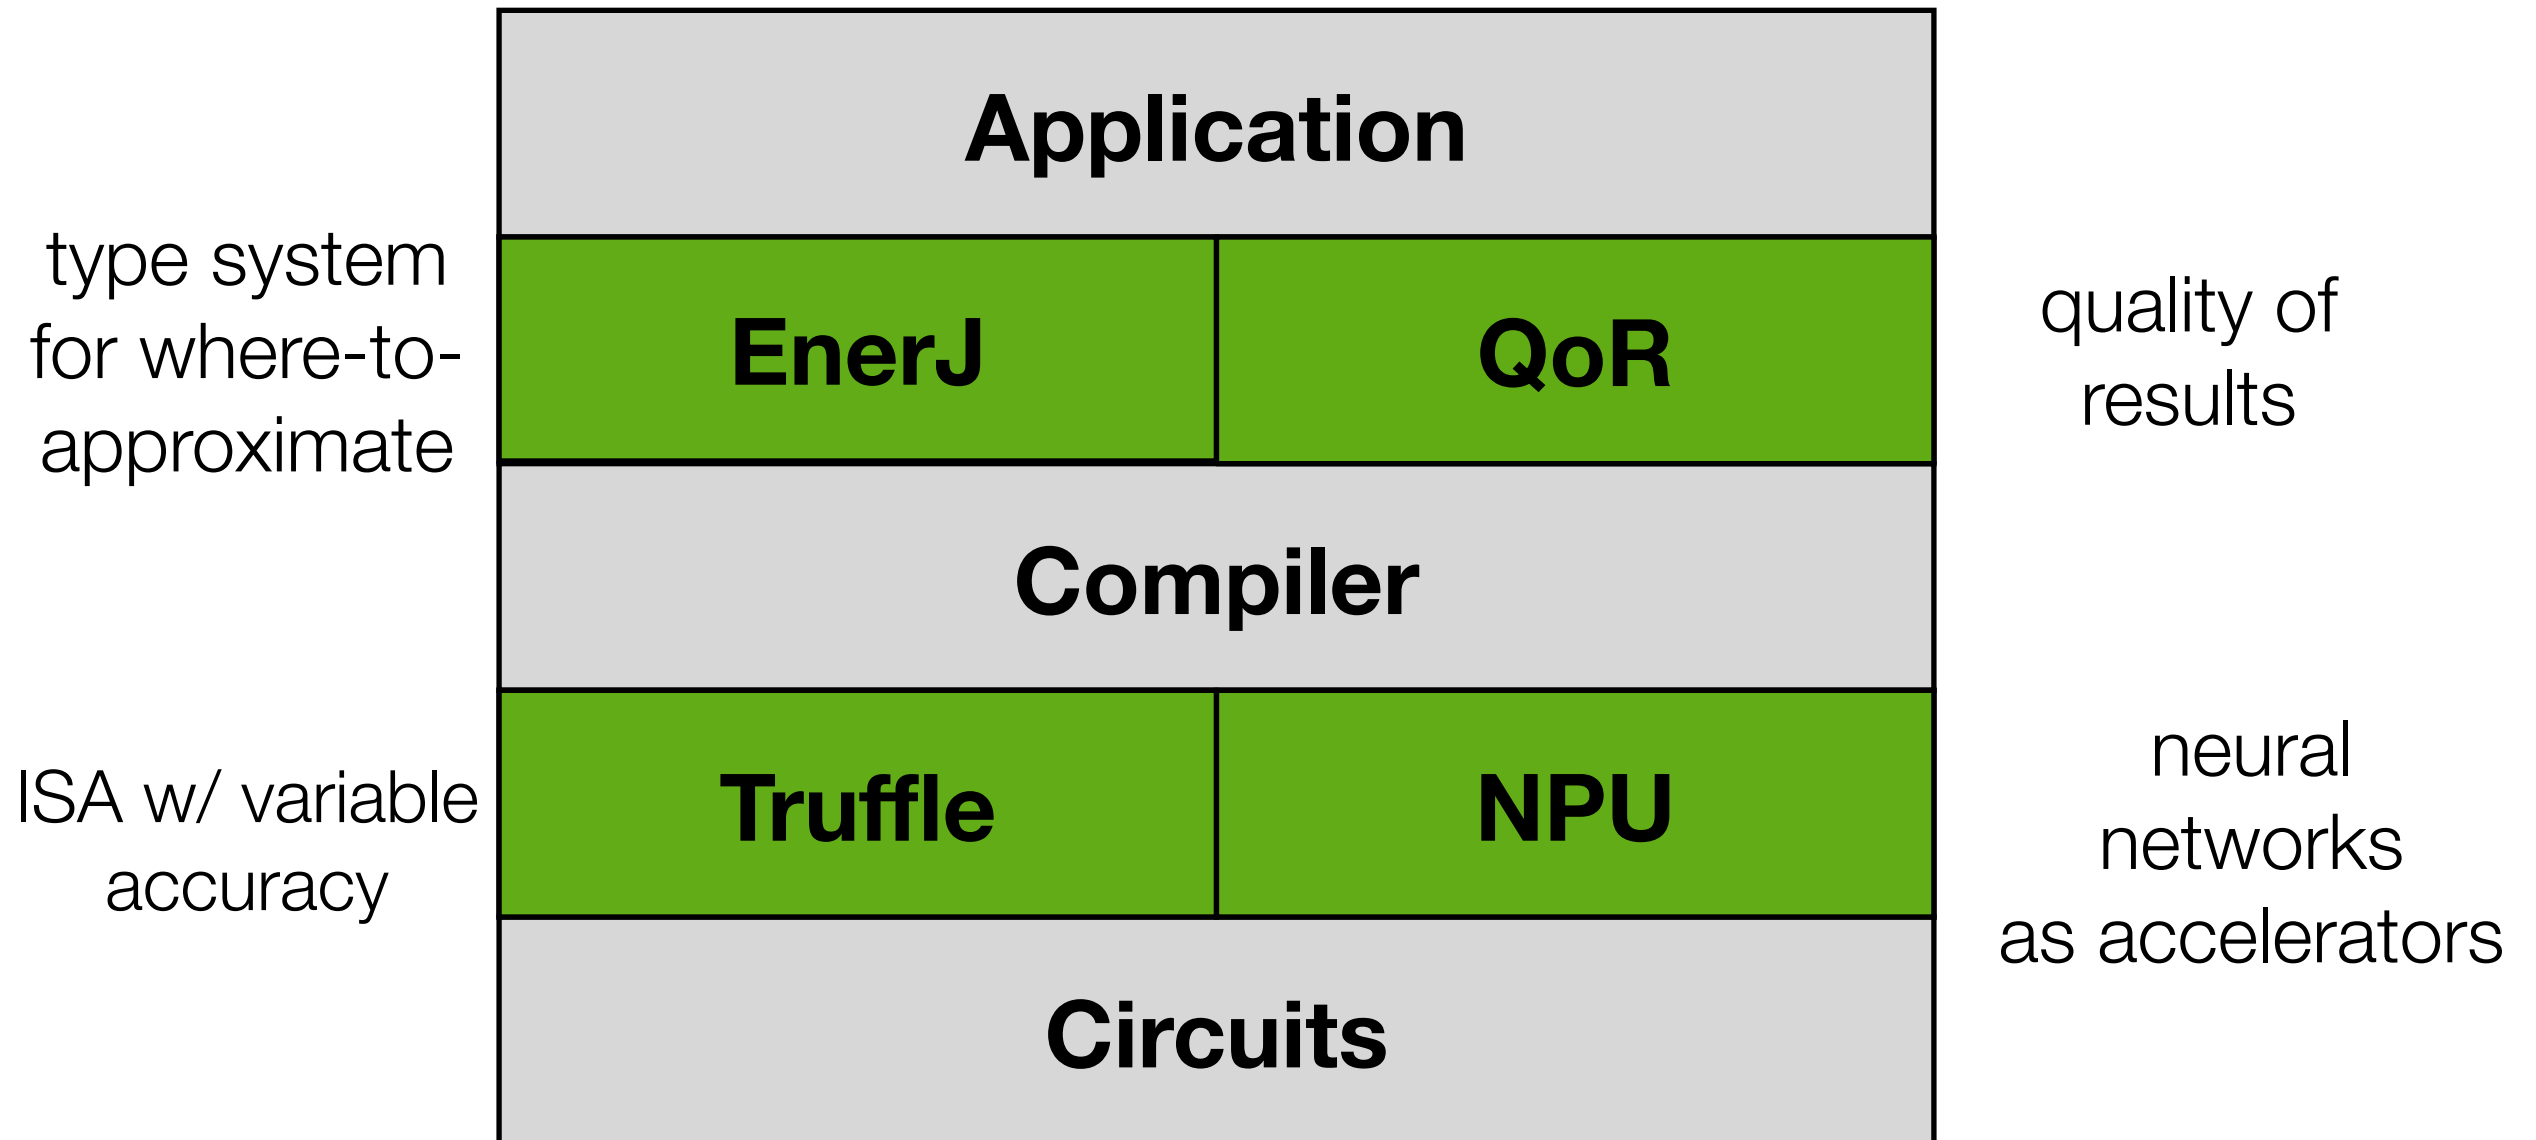 Application
type system
for where-to-
approximate
EnerJ
QoR
quality of
results
Compiler
ISA w/ variable
accuracy
Truffle
NPU
neural
networks
as accelerators
Circuits